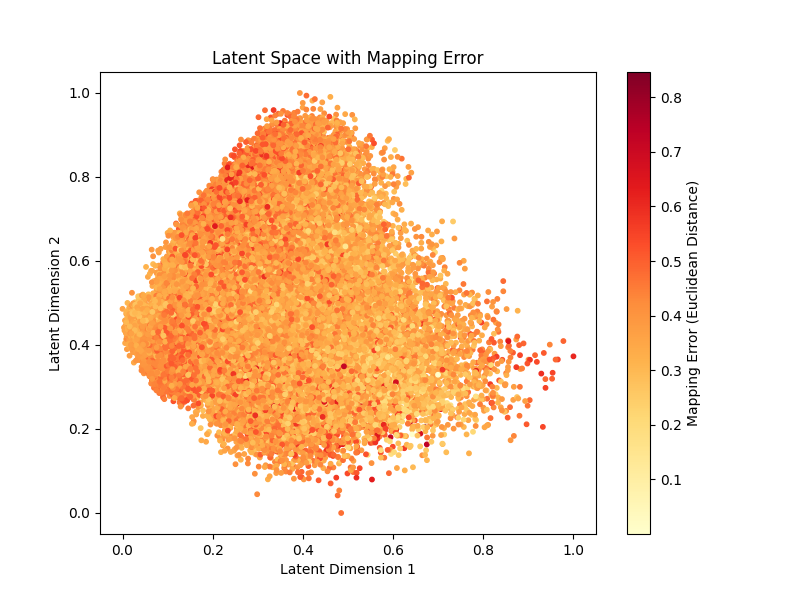 Latent Space with Mapping Error
Latent Dimension 2
1.0
0.8
0.6
0.4
0.2
0.0
0.0 0.2 0.4 0.6 0.8 1.0
Latent Dimension 1
0.8
0.7
0.6
0.5
0.4
0.3
0.2
0.1
Mapping Error (Euclidean Distance)